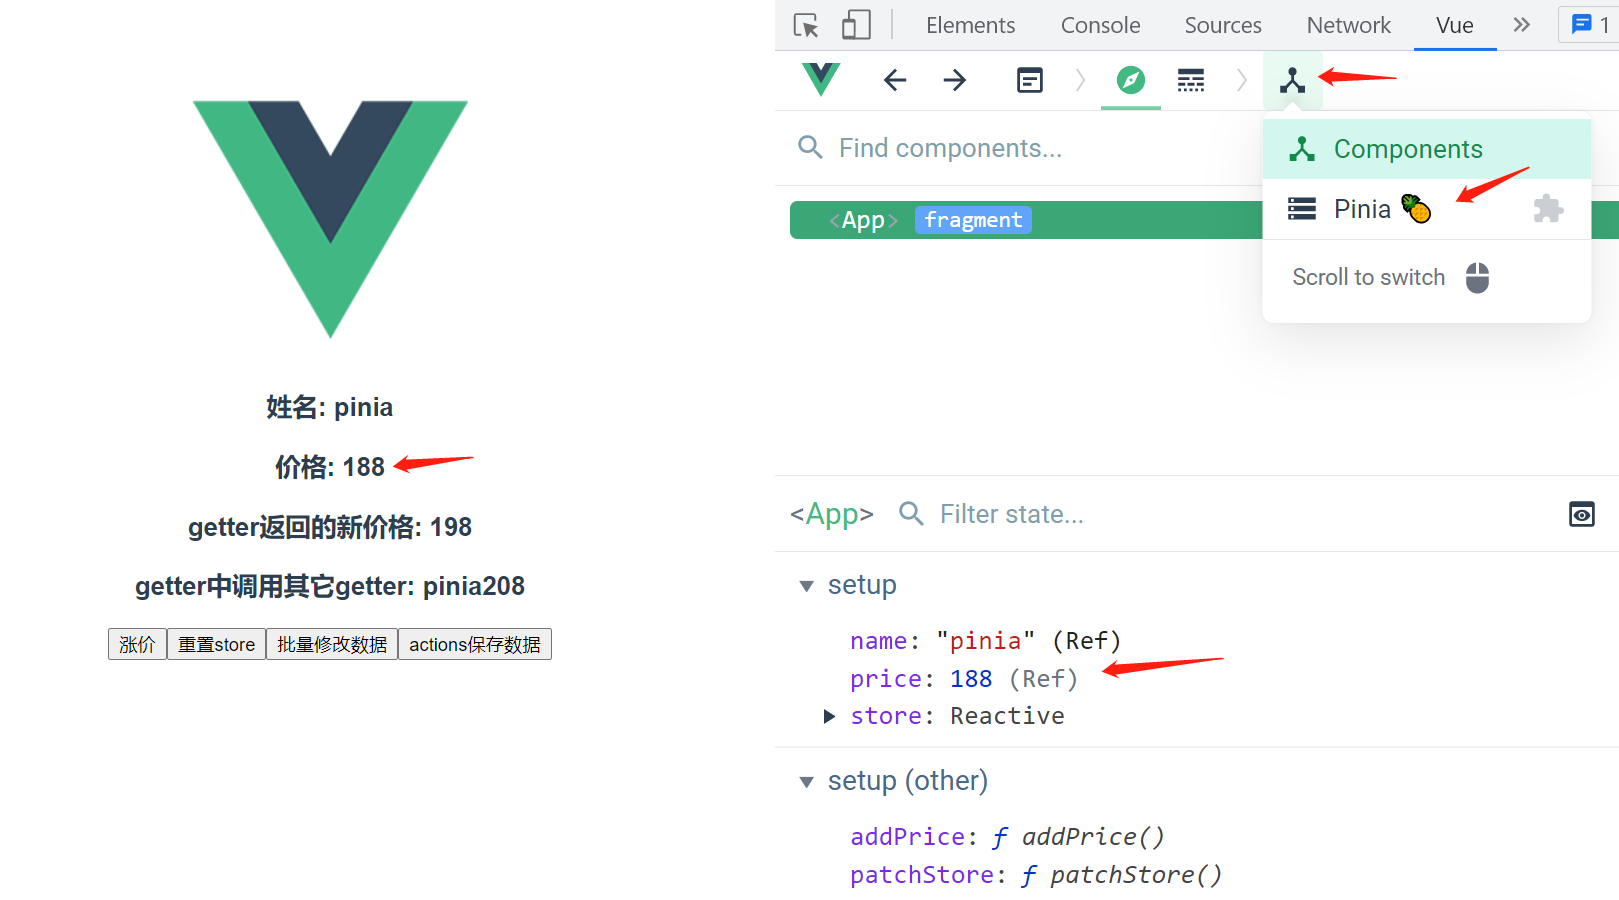 姓名: pinia
价格: 188
getter返回的新价格: 198
getter中调用其它getter: pinia208
涨价 重置store 批量修改数据 actions保存数据
Elements Console Sources Network Vue 1
Find components...
Components
Pinia 🍍
Scroll to switch
<App> fragment
<App> Filter state...
setup
name: "pinia" (Ref)
price: 188 (Ref)
store: Reactive
setup (other)
addPrice: ƒ addPrice()
patchStore: ƒ patchStore()